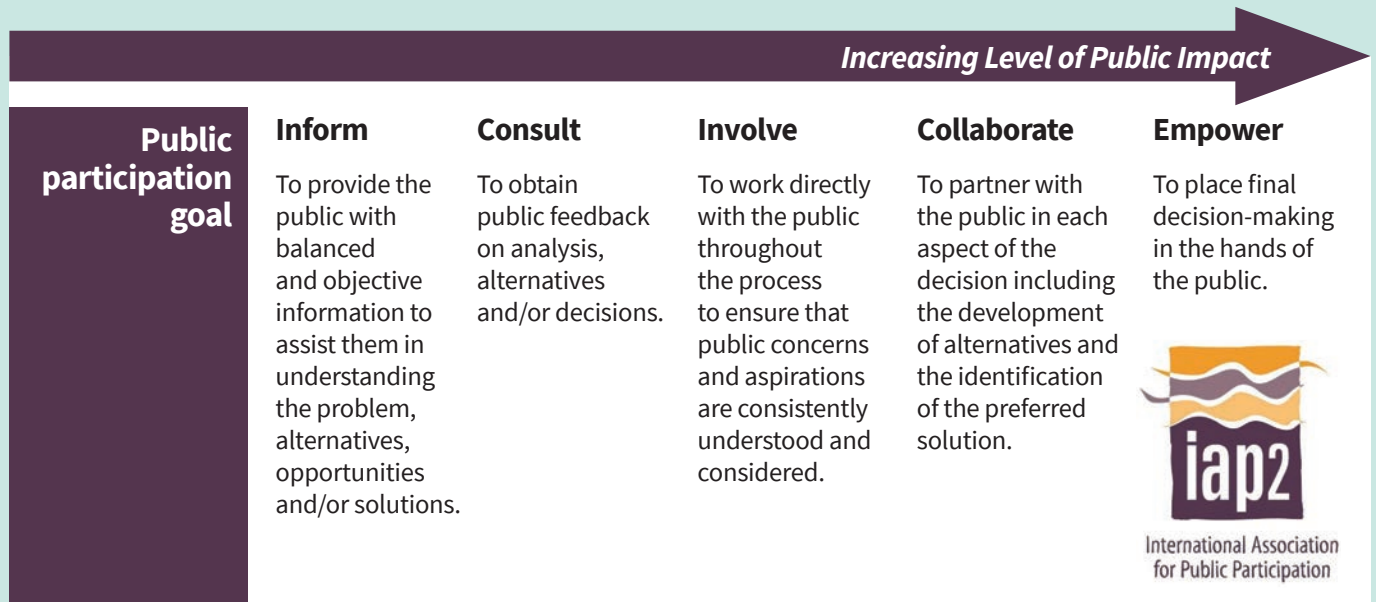 Increasing Level of Public Impact
Public
participation
goal
Inform
To provide the
public with
balanced
and objective
information to
assist them in
understanding
the problem,
alternatives,
opportunities
and/or solutions.
Consult
To obtain
public feedback
on analysis,
alternatives
and/or decisions.
Involve
To work directly
with the public
throughout
the process
to ensure that
public concerns
and aspirations
are consistently
understood and
considered.
Collaborate
To partner with
the public in each
aspect of the
decision including
the development
of alternatives and
the identification
of the preferred
solution.
Empower
To place final
decision-making
in the hands of
the public.
iap2
International Association
for Public Participation